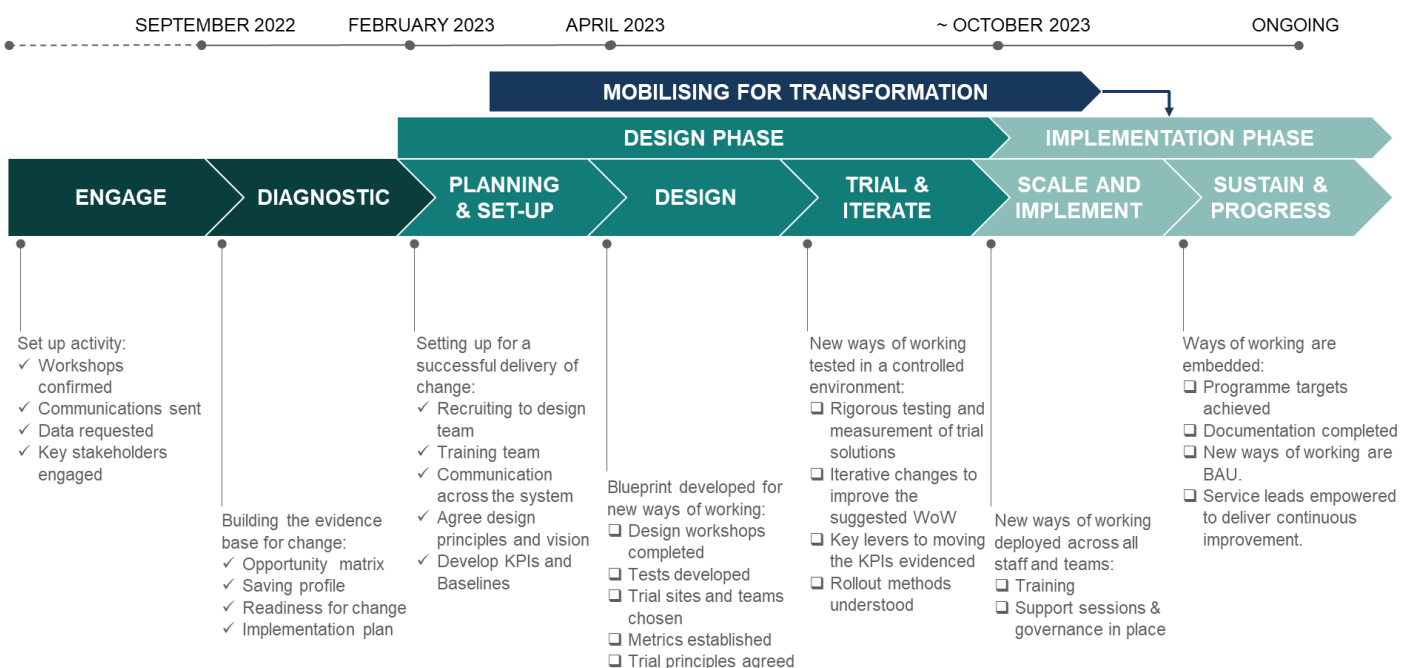 SEPTEMBER 2022
FEBRUARY 2023
APRIL 2023
~ OCTOBER 2023
ONGOING
MOBILISING FOR TRANSFORMATION
DESIGN PHASE
IMPLEMENTATION PHASE
ENGAGE
DIAGNOSTIC
PLANNING
& SET-UP
DESIGN
TRIAL &
ITERATE
SCALE AND
IMPLEMENT
SUSTAIN &
PROGRESS
Set up activity:
✓ Workshops
confirmed
✓ Communications sent
✓ Data requested
✓ Key stakeholders
engaged
Building the evidence
base for change:
✓ Opportunity matrix
✓ Saving profile
✓ Readiness for change
✓ Implementation plan
Setting up for a
successful delivery of
change:
✓ Recruiting to design
team
✓ Training team
✓ Communication
across the system
✓ Agree design
principles and vision
✓ Develop KPIs and
Baselines
Blueprint developed for
new ways of working:
❑ Design workshops
completed
❑ Tests developed
❑ Trial sites and teams
chosen
❑ Metrics established
❑ Trial principles agreed
New ways of working
tested in a controlled
environment:
❑ Rigorous testing and
measurement of trial
solutions
❑ Iterative changes to
improve the
suggested WoW
❑ Key levers to moving
the KPIs evidenced
❑ Rollout methods
understood
New ways of working
deployed across all
staff and teams:
❑ Training
❑ Support sessions &
governance in place
Ways of working are
embedded:
❑ Programme targets
achieved
❑ Documentation completed
❑ New ways of working are
BAU.
❑ Service leads empowered
to deliver continuous
improvement.